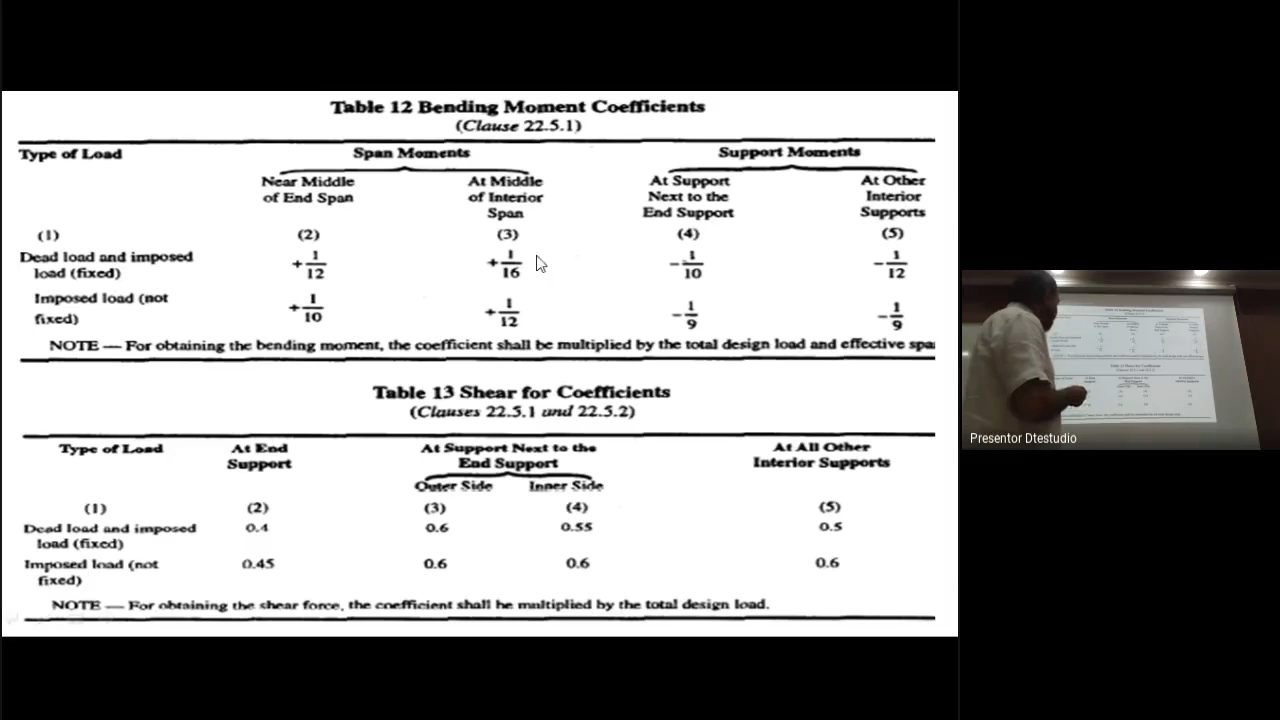 Table 12 Bending Moment Coefficients
(Clause 22.5.1)
Type of Load Span Moments Support Moments
Near Middle of End Span At Middle of Interior Span At Support Next to the End Support At Other Interior Supports
(1) (2) (3) (4) (5)
Dead load and imposed load (fixed) +1/12 +1/16 -1/10 -1/12
Imposed load (not fixed) +1/10 +1/12 -1/9 -1/9
NOTE — For obtaining the bending moment, the coefficient shall be multiplied by the total design load and effective spa
Table 13 Shear for Coefficients
(Clauses 22.5.1 and 22.5.2)
Type of Load At End Support At Support Next to the End Support At All Other Interior Supports
Outer Side Inner Side
(1) (2) (3) (4) (5)
Dead load and imposed load (fixed) 0.4 0.6 0.55 0.5
Imposed load (not fixed) 0.45 0.6 0.6 0.6
NOTE — For obtaining the shear force, the coefficient shall be multiplied by the total design load.
Presentor Dtestudio